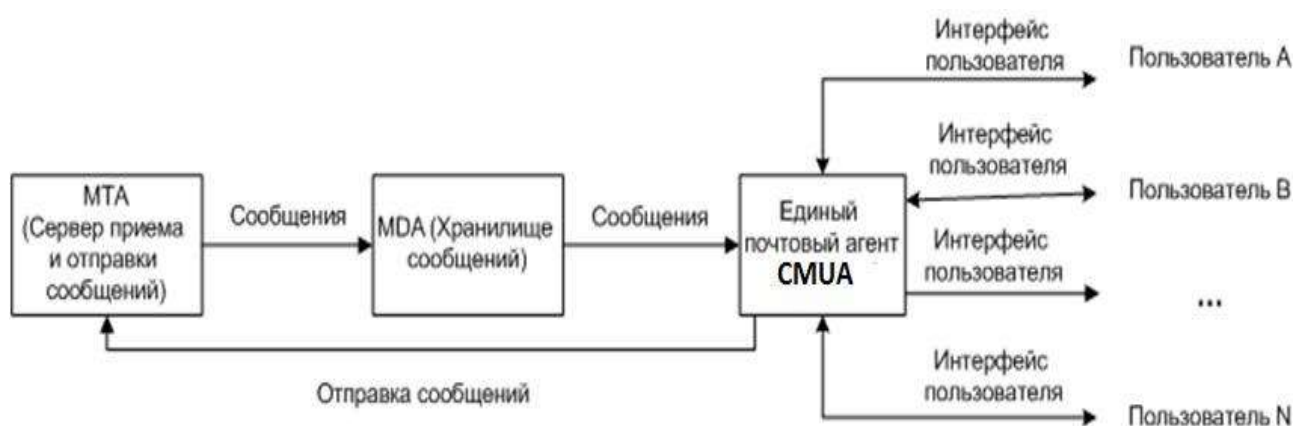 Интерфейс
пользователя
Пользователь A
Интерфейс
пользователя
Пользователь B
MTA
(Сервер приема
и отправки
сообщений)
Сообщения
MDA (Хранилище
сообщений)
Сообщения
Единый
почтовый агент
CMUA
Интерфейс
пользователя
...
Отправка сообщений
Интерфейс
пользователя
Пользователь N